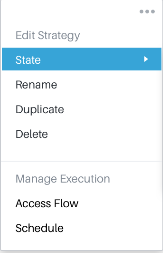 Edit Strategy
State
Rename
Duplicate
Delete
Manage Execution
Access Flow
Schedule